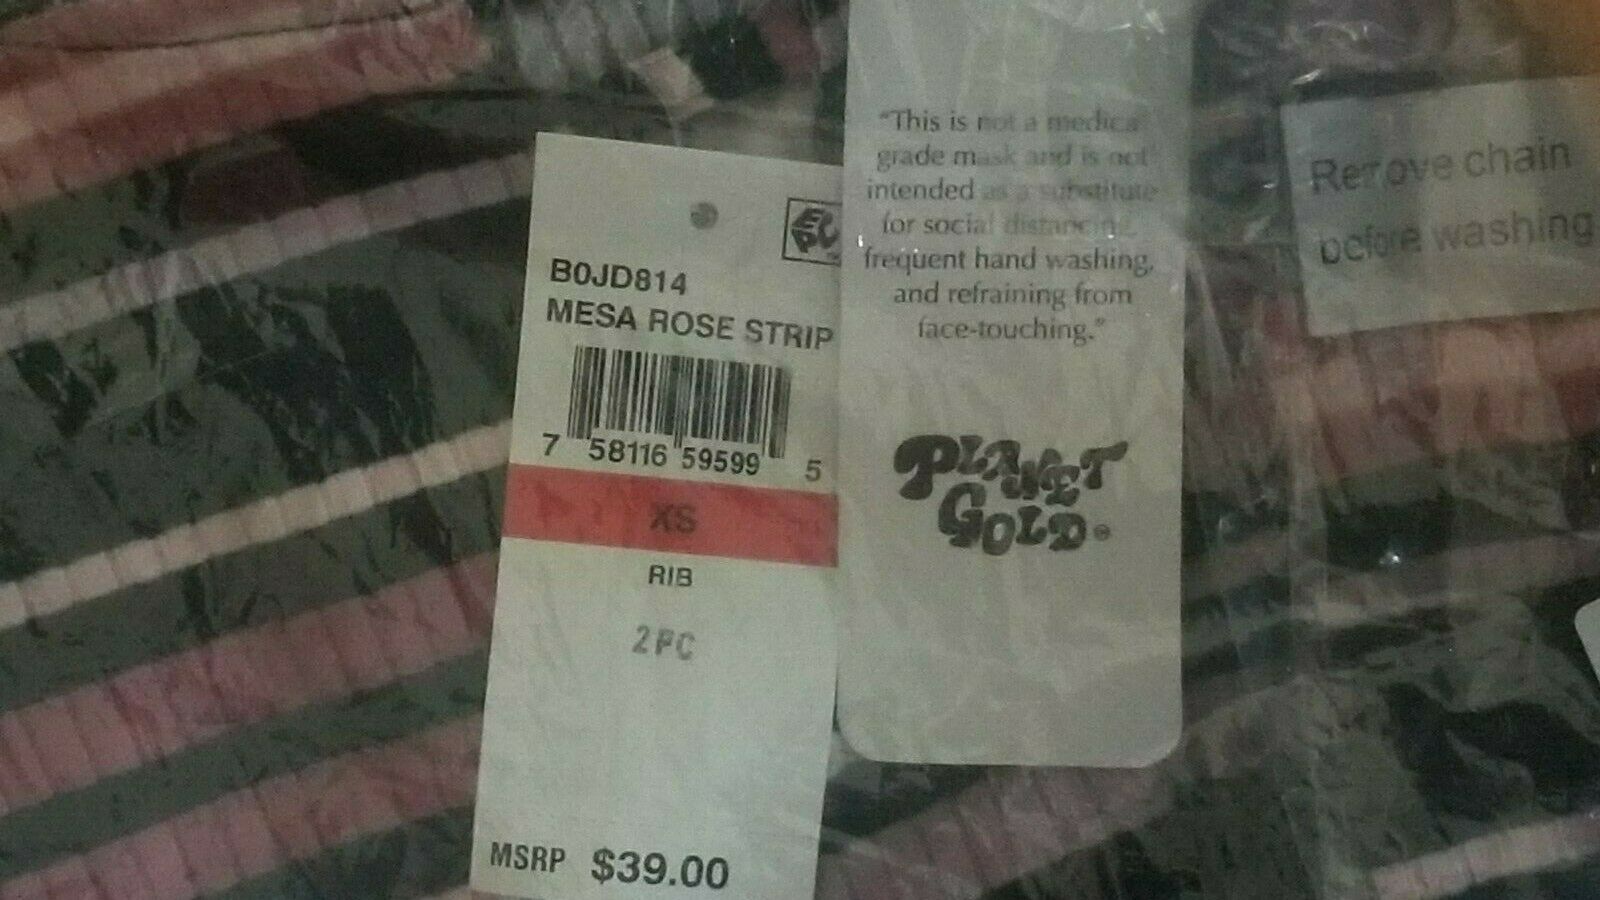 B0JD814
MESA ROSE STRIP
7 58116 59599 5
XS
RIB
2PC
MSRP $39.00
"This is not a medica
grade mask and is not
intended as a substitute
for social distancing,
frequent hand washing,
and refraining from
face-touching."
PLANET
GOLD®
Remove chain
before washing